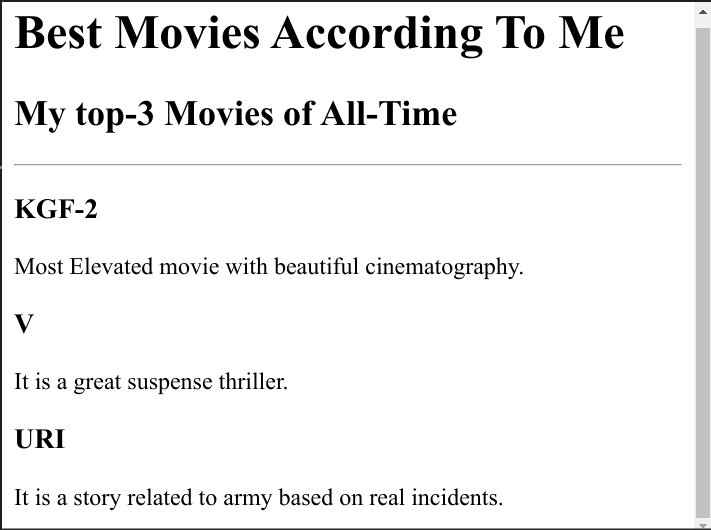 Best Movies According To Me
My top-3 Movies of All-Time
KGF-2
Most Elevated movie with beautiful cinematography.
V
It is a great suspense thriller.
URI
It is a story related to army based on real incidents.